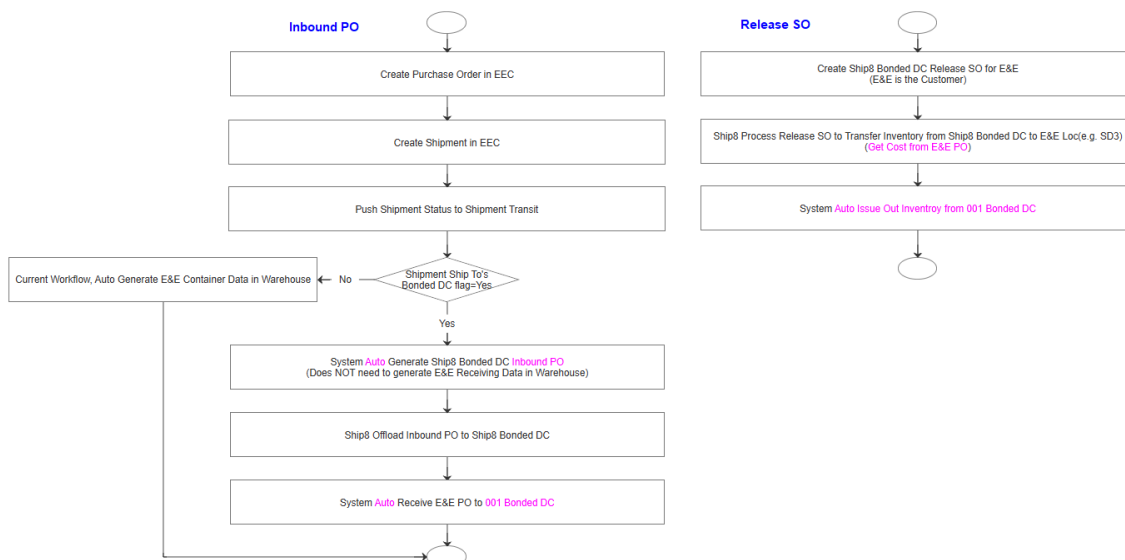 Inbound PO
Create Purchase Order in EEC
Create Shipment in EEC
Push Shipment Status to Shipment Transit
Shipment Ship To's
Bonded DC flag=Yes
No
Current Workflow, Auto Generate E&E Container Data in Warehouse
Yes
System Auto Generate Ship8 Bonded DC Inbound PO
(Does NOT need to generate E&E Receiving Data in Warehouse)
Ship8 Offload Inbound PO to Ship8 Bonded DC
System Auto Receive E&E PO to 001 Bonded DC
Release SO
Create Ship8 Bonded DC Release SO for E&E
(E&E is the Customer)
Ship8 Process Release SO to Transfer Inventory from Ship8 Bonded DC to E&E Loc(e.g. SD3)
(Get Cost from E&E PO)
System Auto Issue Out Inventroy from 001 Bonded DC